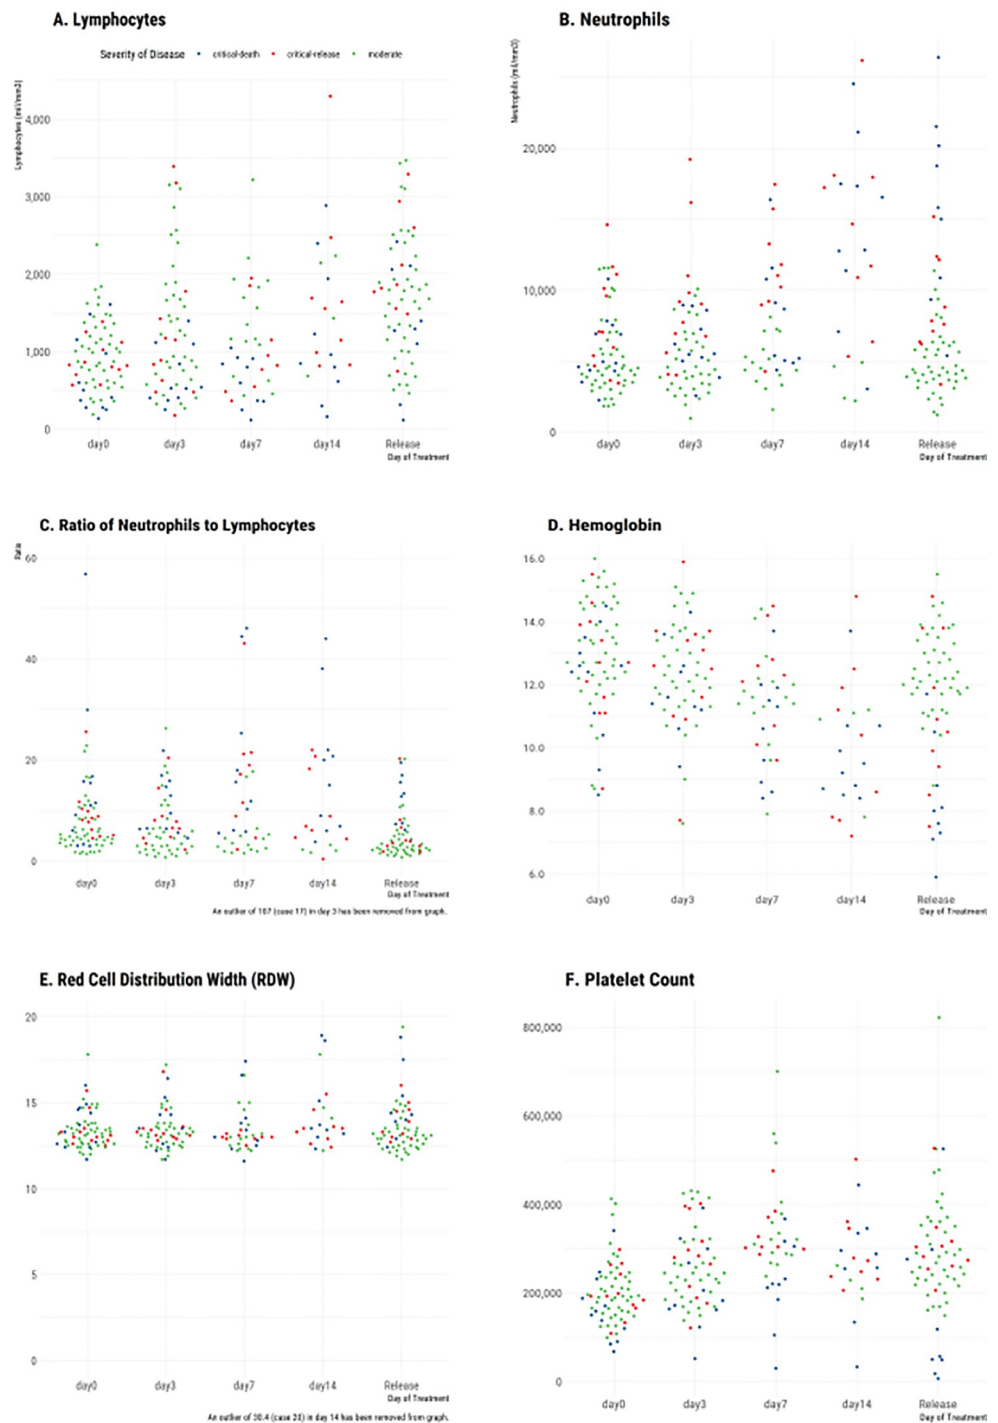 A. Lymphocytes
Severity of Disease critical-death critical-release moderate
Lymphocytes (mil/mm3)
4,000
3,000
2,000
1,000
0
day0 day3 day7 day14 Release
Day of Treatment
B. Neutrophils
Neutrophils (mil/mm3)
20,000
10,000
0
day0 day3 day7 day14 Release
Day of Treatment
C. Ratio of Neutrophils to Lymphocytes
Ratio
60
40
20
0
day0 day3 day7 day14 Release
Day of Treatment
An outlier of 107 (case 17) in day 3 has been removed from graph.
D. Hemoglobin
16.0
14.0
12.0
10.0
8.0
6.0
day0 day3 day7 day14 Release
Day of Treatment
E. Red Cell Distribution Width (RDW)
20
15
10
5
0
day0 day3 day7 day14 Release
Day of Treatment
An outlier of 30.4 (case 20) in day 14 has been removed from graph.
F. Platelet Count
800,000
600,000
400,000
200,000
0
day0 day3 day7 day14 Release
Day of Treatment